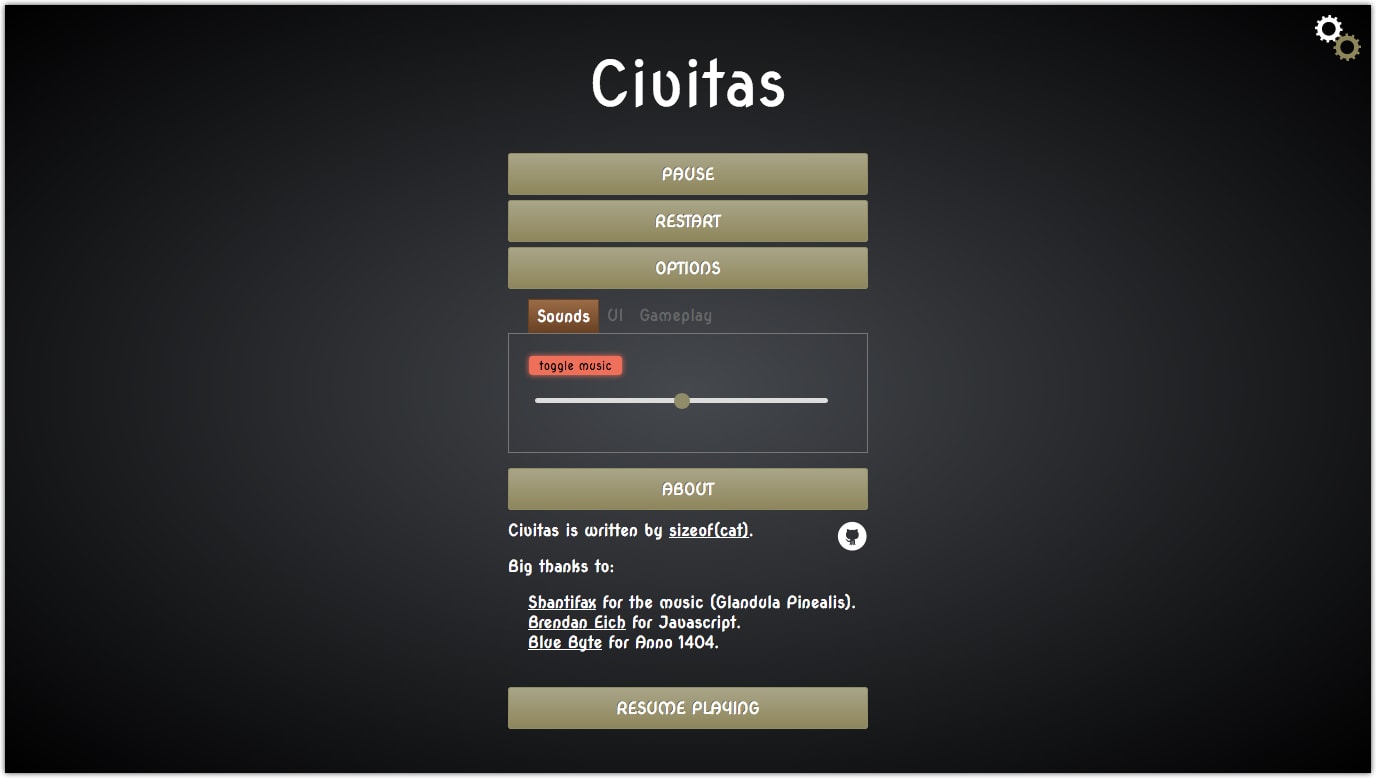 Civitas
PAUSE
RESTART
OPTIONS
Sounds UI Gameplay
toggle music
ABOUT
Civitas is written by sizeof(cat).
Big thanks to:
Shantifax for the music (Glandula Pinealis).
Brendan Eich for Javascript.
Blue Byte for Anno 1404.
RESUME PLAYING